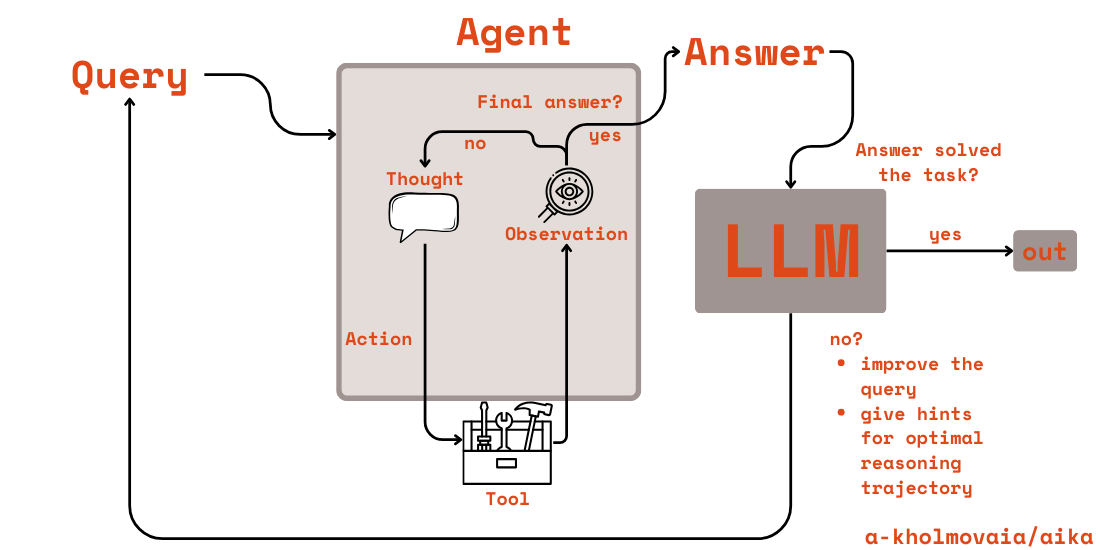 Agent
Query
Answer
Final answer?
no
yes
Thought
Observation
Action
Tool
Answer solved
the task?
LLM
yes
out
no?
• improve the
query
• give hints
for optimal
reasoning
trajectory
a-kholmovaia/aika